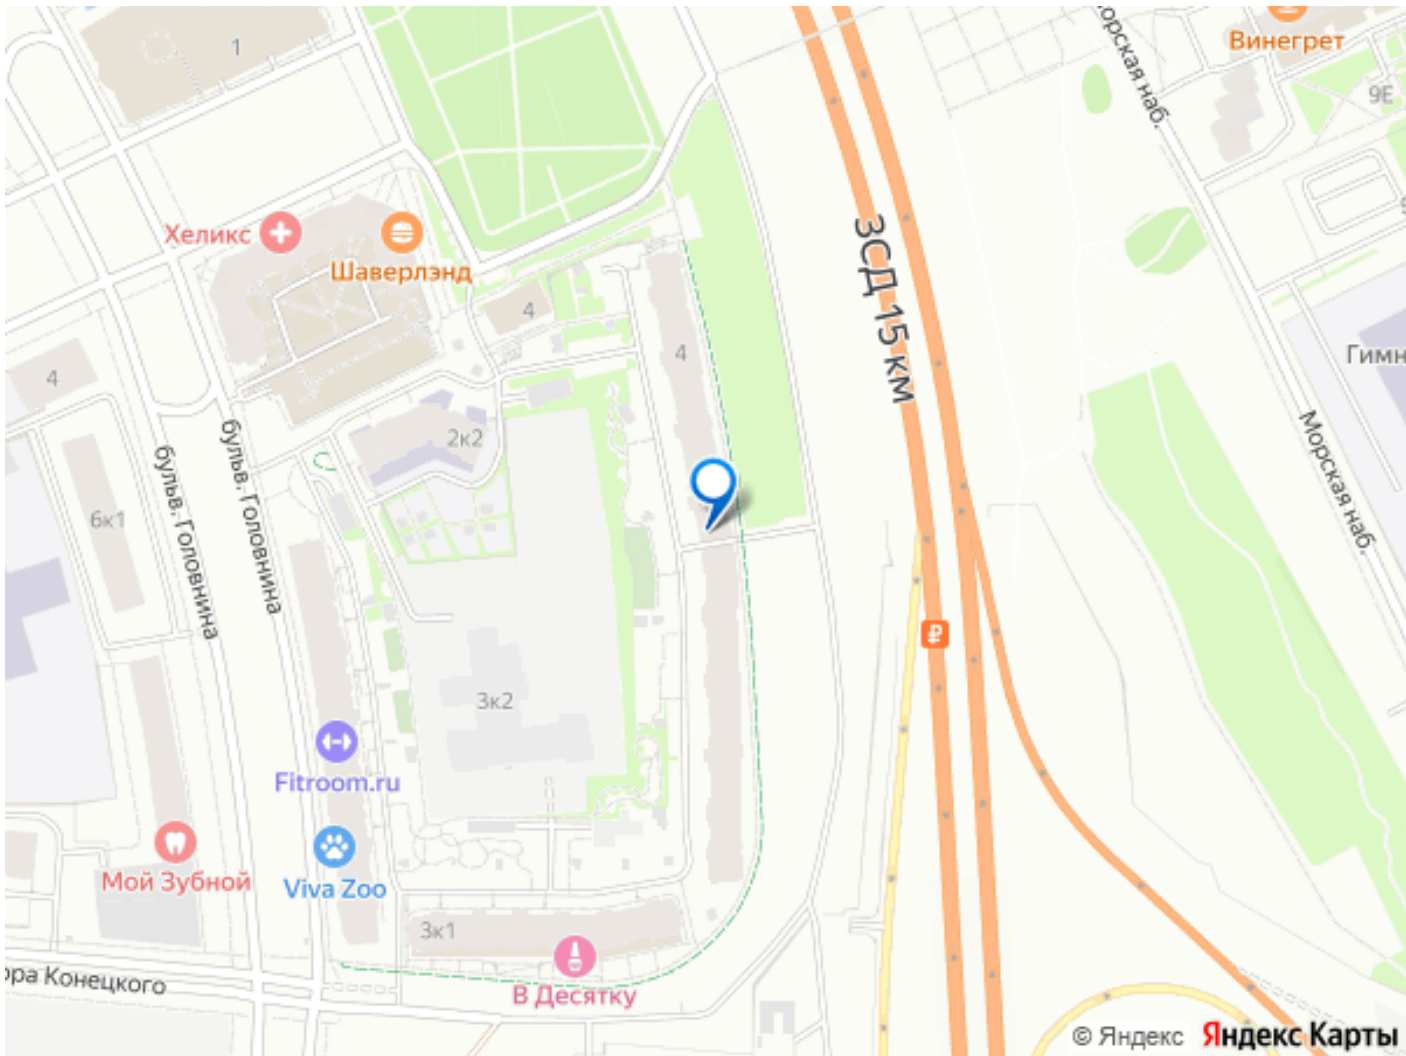 1
Винегрет
орская наб.
9Е
Хеликс
Шаверлэнд
ЗСД 15 км
4
4
4
Гимн
2к2
бульв. Головнина
бульв. Головнина
Морская наб.
6к1
3к2
Fitroom.ru
Мой Зубной
Viva Zoo
3к1
ора Конецкого
В Десятку
© Яндекс Яндекс Карты